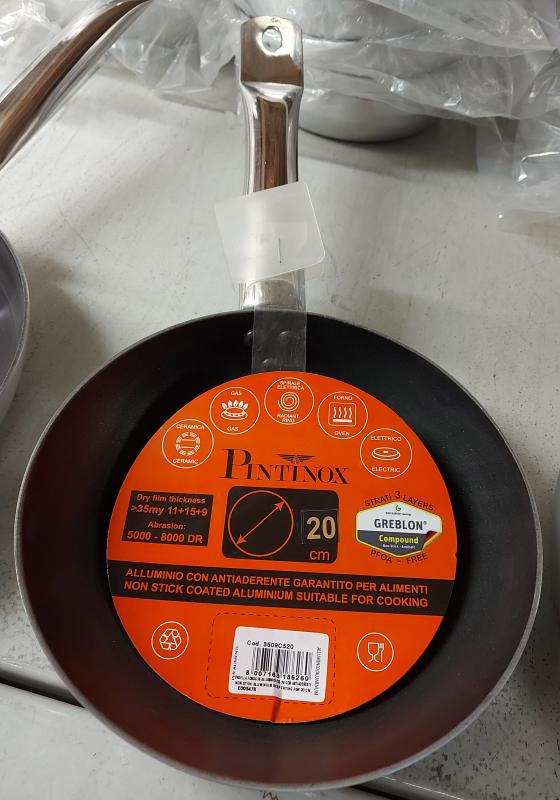 SPIRALE
ELETTRICA
RADIANT
RING
GAS
GAS
FORNO
OVEN
CERAMICA
CERAMIC
ELETTRICO
ELECTRIC
PINTINOX
Dry film thickness
>35my 11+15+9
Abrasion:
5000 - 8000 DR
20
cm
STRATI 3 LAYERS
GREBLON®
Compound
PFOA - FREE
ALLUMINIO CON ANTIADERENTE GARANTITO PER ALIMENTI
NON STICK COATED ALUMINIUM SUITABLE FOR COOKING
Cod. 3509C520
8 007163 186260